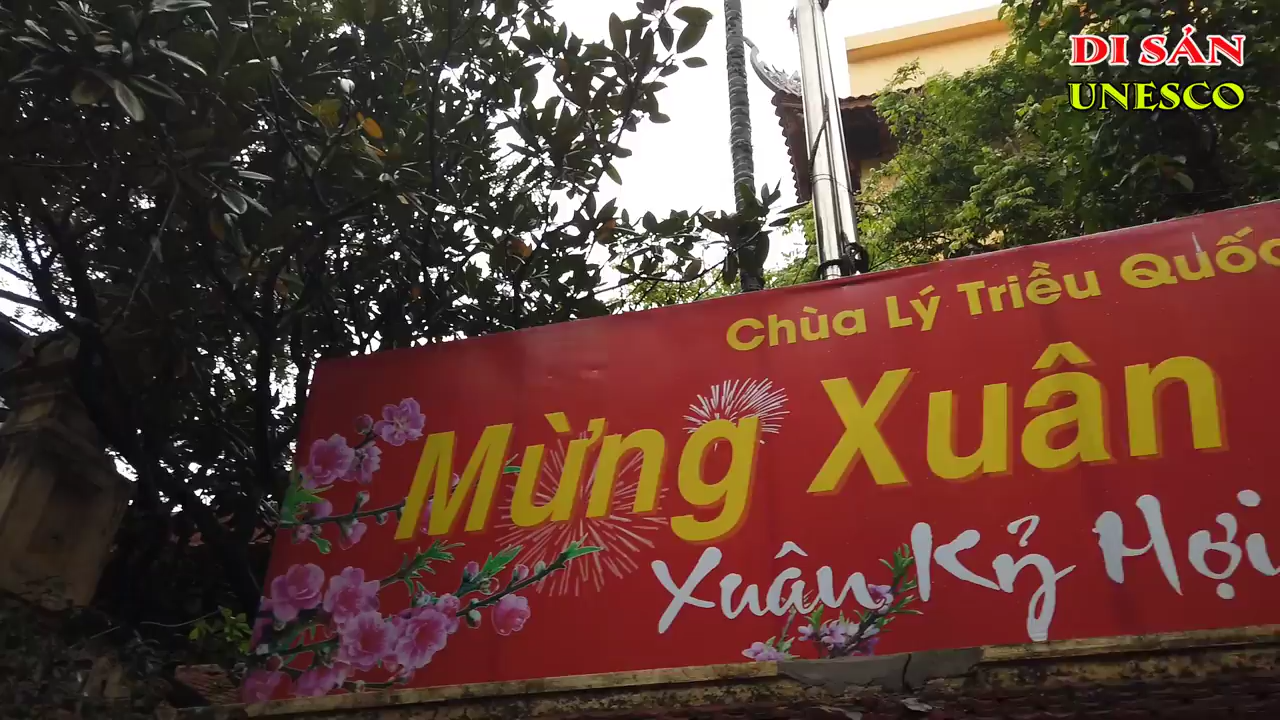 DI SẢN
UNESCO
Chùa Lý Triều Quốc
Mừng Xuân
Xuân Kỷ Hợi